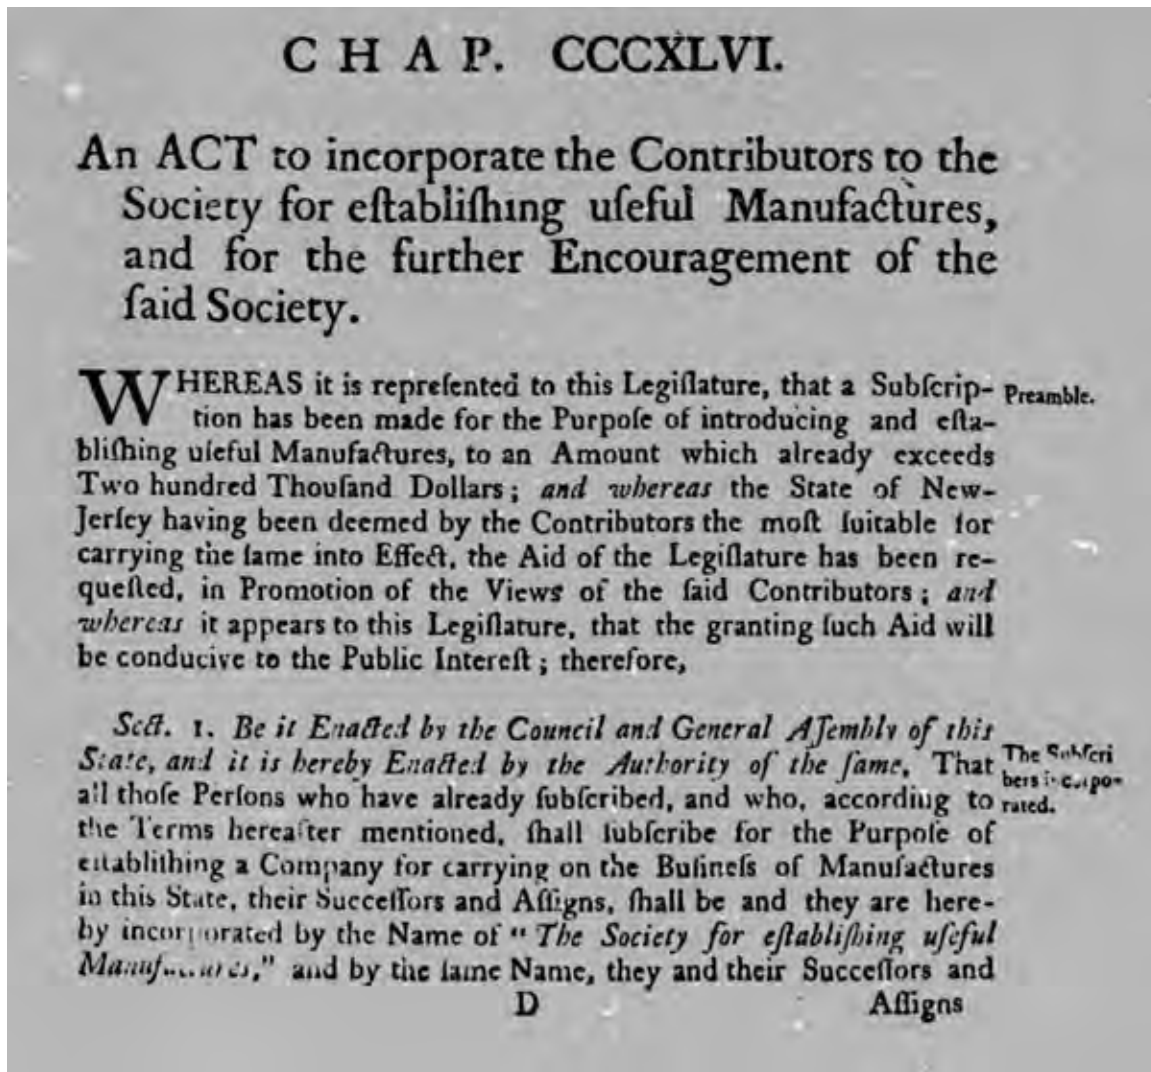 CHAP. CCCXLVI.
An ACT to incorporate the Contributors to the
Society for eſtabliſhing uſeful Manufactures,
and for the further Encouragement of the
ſaid Society.
WHEREAS it is repreſented to this Legiſlature, that a Subſcrip-
Preamble.
tion has been made for the Purpoſe of introducing and eſta-
bliſhing uſeful Manufactures, to an Amount which already exceeds
Two hundred Thouſand Dollars; and whereas the State of New-
Jerſey having been deemed by the Contributors the moſt ſuitable for
carrying the ſame into Effect, the Aid of the Legiſlature has been re-
queſted, in Promotion of the Views of the ſaid Contributors; and
whereas it appears to this Legiſlature, that the granting ſuch Aid will
be conducive to the Public Intereſt; therefore,
Sect. 1. Be it Enacted by the Council and General Aſſembly of this
State, and it is hereby Enacted by the Authority of the ſame, That
The Subſcri
all thoſe Perſons who have already ſubſcribed, and who, according to
bers incorpo-
rated.
the Terms hereafter mentioned, ſhall ſubſcribe for the Purpoſe of
eſtabliſhing a Company for carrying on the Buſineſs of Manufactures
in this State, their Succeſſors and Aſſigns, ſhall be and they are here-
by incorporated by the Name of "The Society for eſtabliſhing uſeful
Manufactures," and by the ſame Name, they and their Succeſſors and
D
Aſſigns